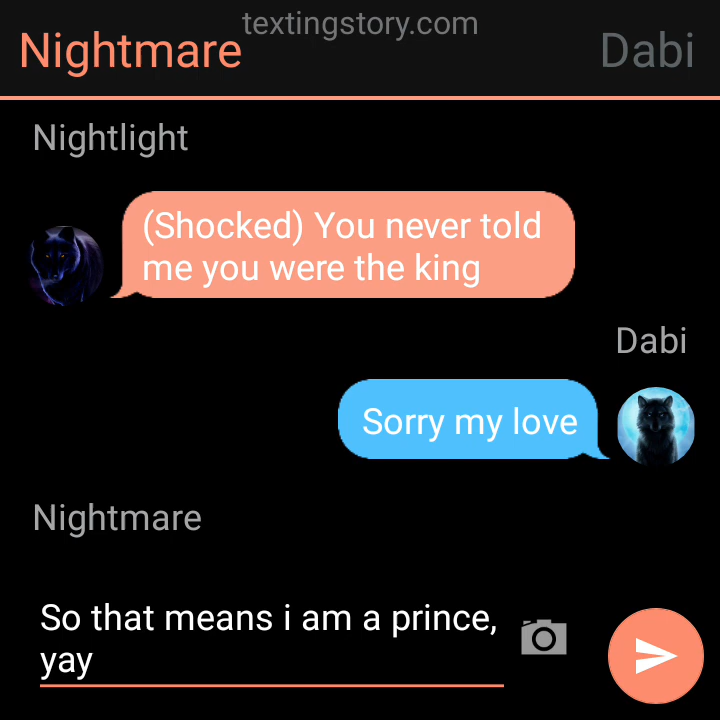 textingstory.com
Nightmare
Dabi
Nightlight
(Shocked) You never told
me you were the king
Dabi
Sorry my love
Nightmare
So that means i am a prince,
yay